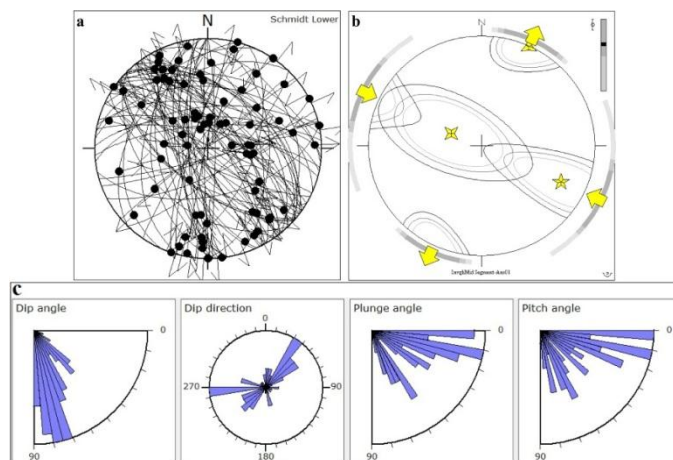 a
N
Schmidt Lower
b
N
c
Dip angle
0
90
Dip direction
0
270
90
180
Plunge angle
0
90
Pitch angle
0
90